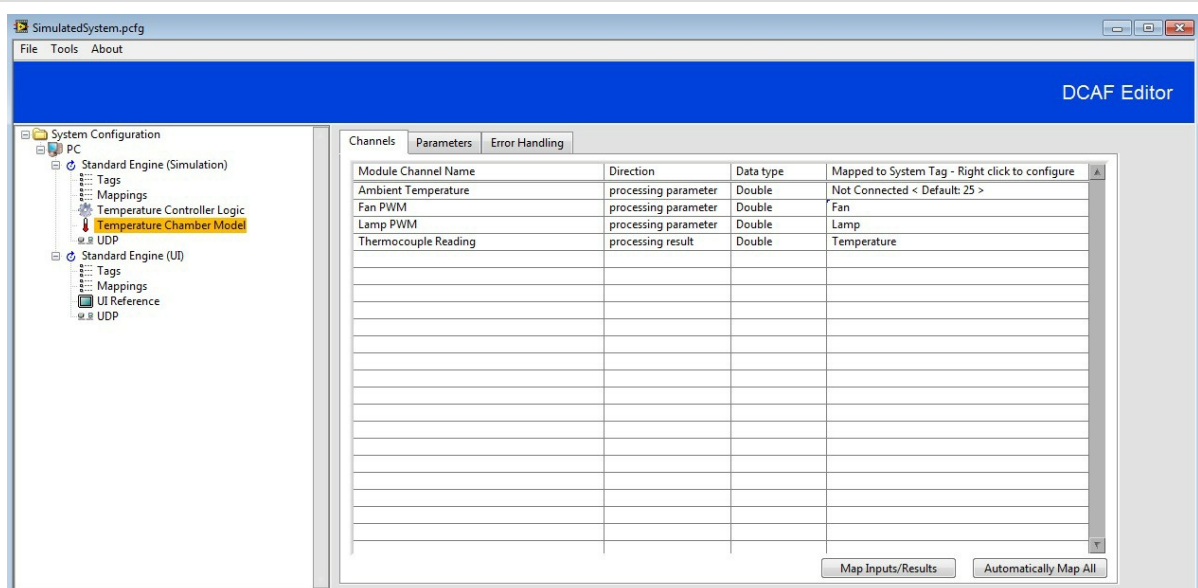 SimulatedSystem.pcfg
File Tools About
DCAF Editor
System Configuration
PC
Standard Engine (Simulation)
Tags
Mappings
Temperature Controller Logic
Temperature Chamber Model
UDP
Standard Engine (UI)
Tags
Mappings
UI Reference
UDP
Channels Parameters Error Handling
Module Channel Name Direction Data type Mapped to System Tag - Right click to configure
Ambient Temperature processing parameter Double Not Connected < Default: 25 >
Fan PWM processing parameter Double Fan
Lamp PWM processing parameter Double Lamp
Thermocouple Reading processing result Double Temperature
Map Inputs/Results Automatically Map All